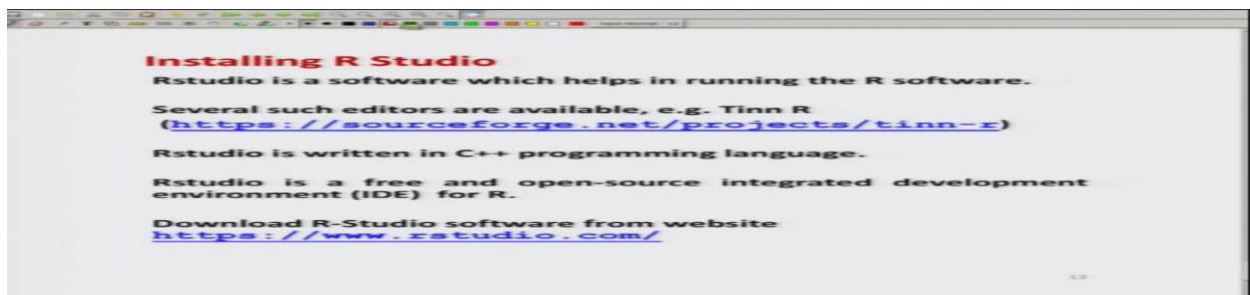 Installing R Studio
Rstudio is a software which helps in running the R software.
Several such editors are available, e.g. Tinn R
(https://sourceforge.net/projects/tinn-r)
Rstudio is written in C++ programming language.
Rstudio is a free and open-source integrated development
environment (IDE) for R.
Download R-Studio software from website
https://www.rstudio.com/